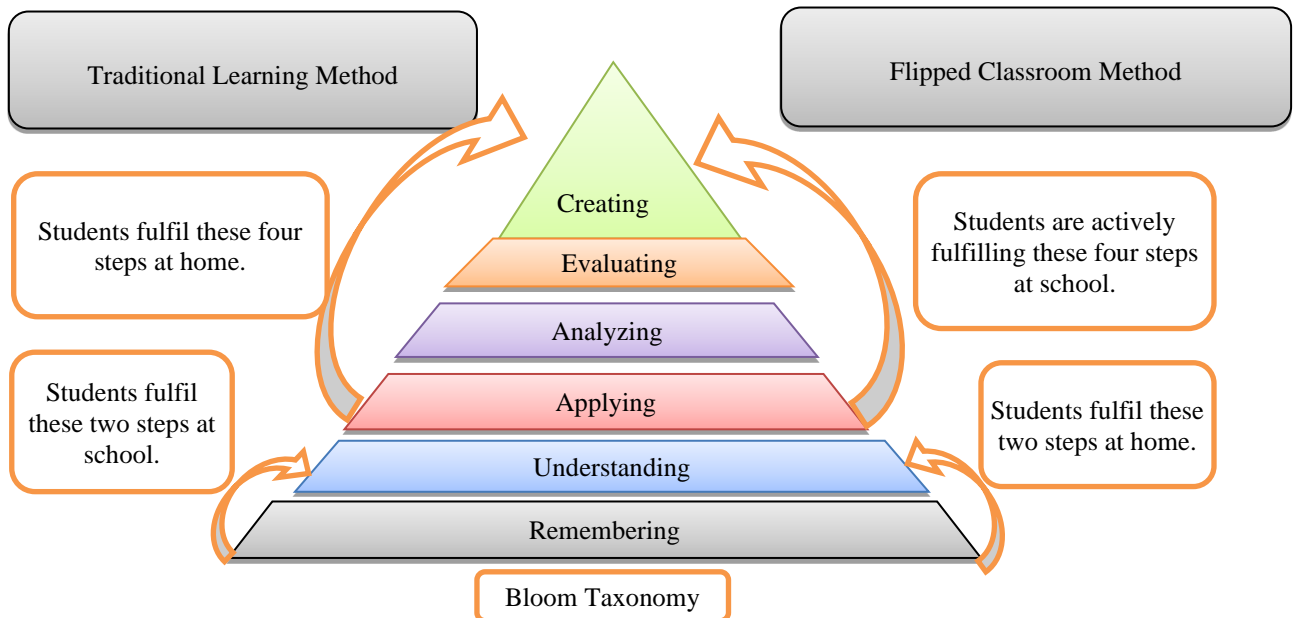 Traditional Learning Method
Flipped Classroom Method
Students fulfil these four
steps at home.
Students are actively
fulfilling these four steps
at school.
Students fulfil
these two steps at
school.
Students fulfil these
two steps at home.
Creating
Evaluating
Analyzing
Applying
Understanding
Remembering
Bloom Taxonomy